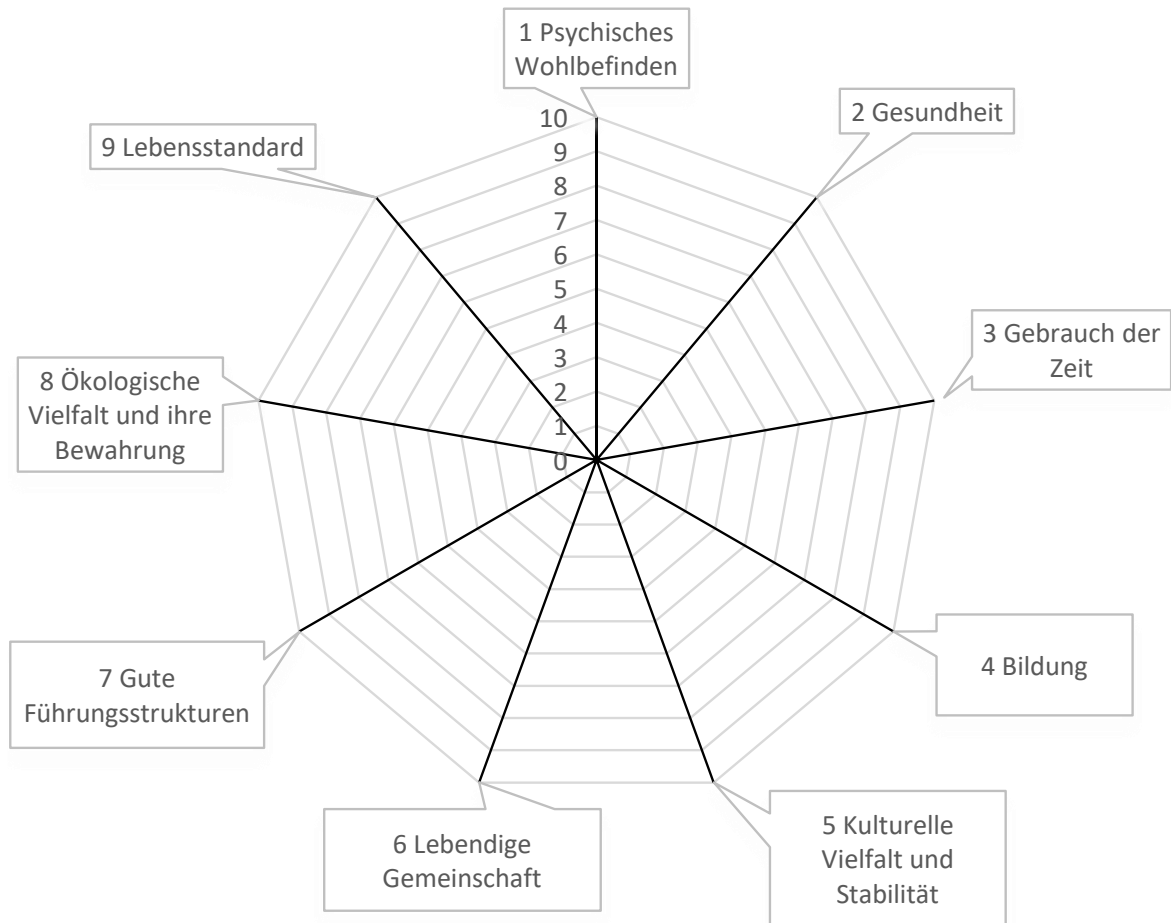 1 Psychisches
Wohlbefinden
2 Gesundheit
3 Gebrauch der
Zeit
4 Bildung
5 Kulturelle
Vielfalt und
Stabilität
6 Lebendige
Gemeinschaft
7 Gute
Führungsstrukturen
8 Ökologische
Vielfalt und ihre
Bewahrung
9 Lebensstandard
10
9
8
7
6
5
4
3
2
1
0